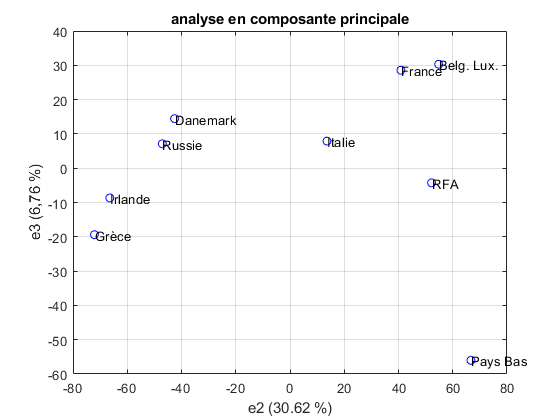 analyse en composante principale
40
30
20
10
0
-10
-20
-30
-40
-50
-60
e3 (6,76 %)
Belg. Lux.
France
Danemark
Russie
Italie
RFA
Irlande
Grèce
Pays Bas
-80 -60 -40 -20 0 20 40 60 80
e2 (30.62 %)